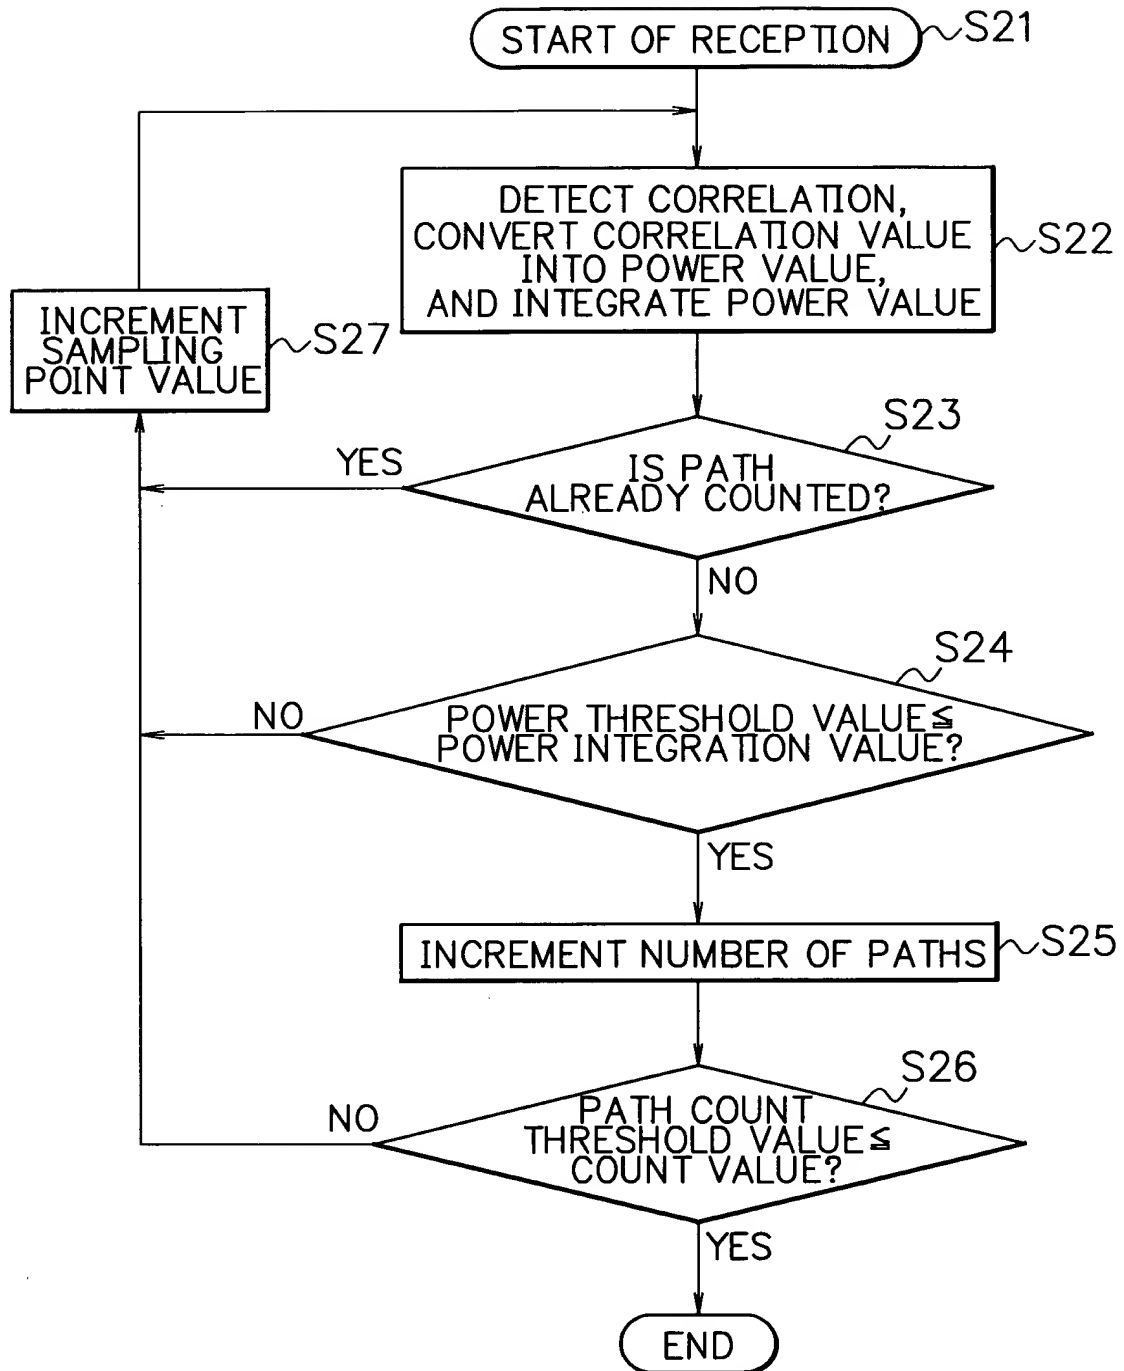 START OF RECEPTION
S21
DETECT CORRELATION,
CONVERT CORRELATION VALUE
INTO POWER VALUE,
AND INTEGRATE POWER VALUE
S22
INCREMENT
SAMPLING
POINT VALUE
S27
S23
IS PATH
ALREADY COUNTED?
YES
NO
S24
POWER THRESHOLD VALUE≦
POWER INTEGRATION VALUE?
NO
YES
INCREMENT NUMBER OF PATHS
S25
S26
PATH COUNT
THRESHOLD VALUE≦
COUNT VALUE?
NO
YES
END